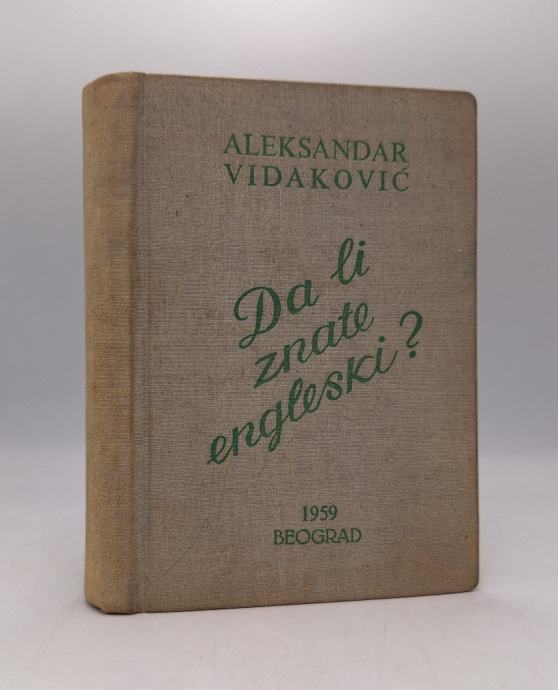 ALEKSANDAR
VIDAKOVIĆ
Da li
znate
engleski?
1959
BEOGRAD